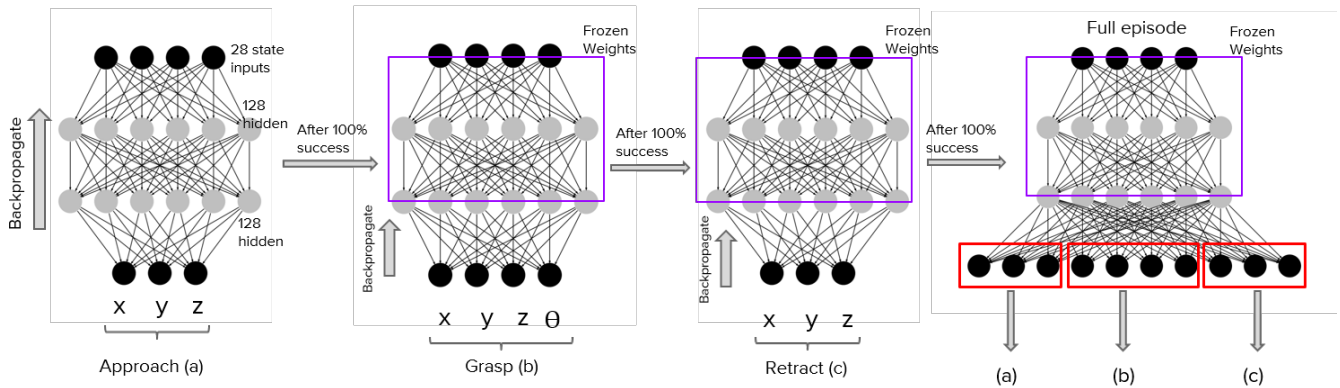 Backpropagate
28 state
inputs
128
hidden
128
hidden
x y z
Approach (a)
After 100%
success
Frozen
Weights
Backpropagate
x y z ϴ
Grasp (b)
After 100%
success
Frozen
Weights
Backpropagate
x y z
Retract (c)
After 100%
success
Full episode
Frozen
Weights
(a) (b) (c)